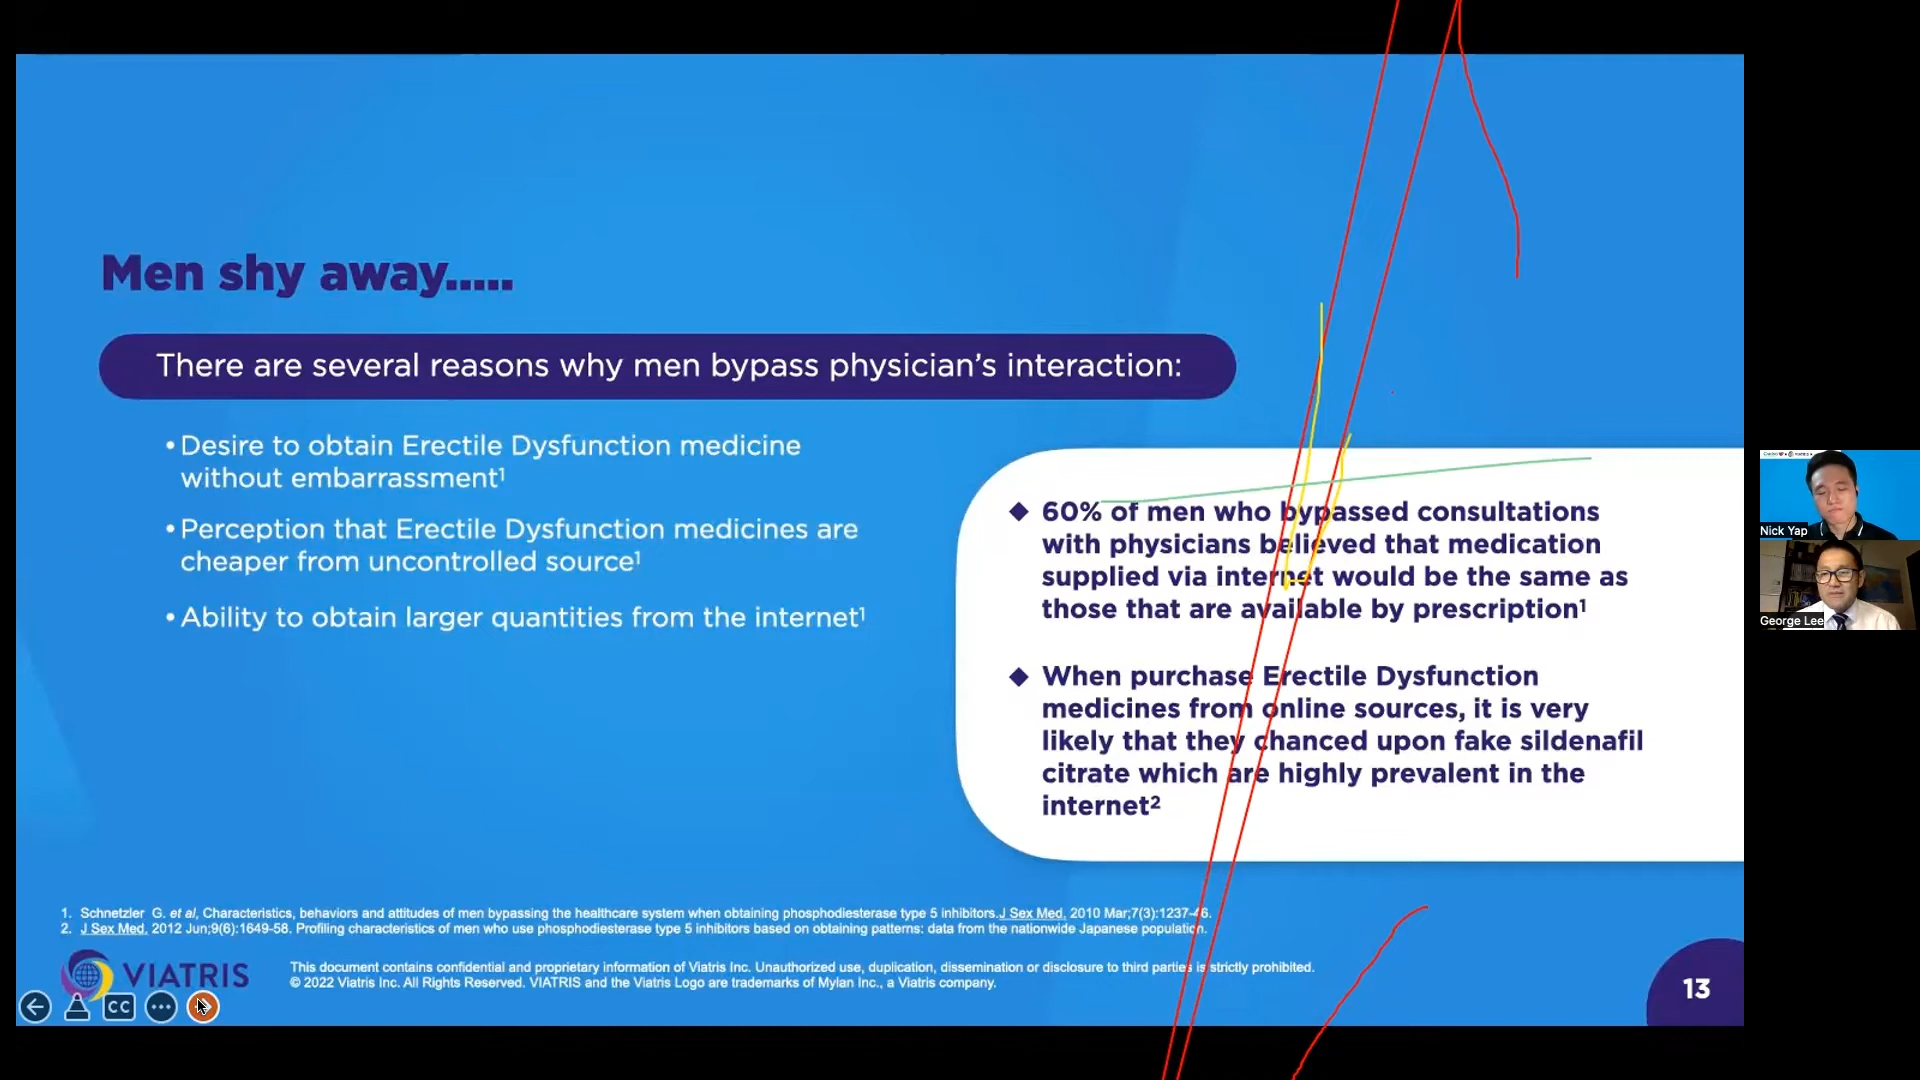 Men shy away.....
There are several reasons why men bypass physician's interaction:
•Desire to obtain Erectile Dysfunction medicine
without embarrassment1
•Perception that Erectile Dysfunction medicines are
cheaper from uncontrolled source1
•Ability to obtain larger quantities from the internet1
◆ 60% of men who bypassed consultations
with physicians believed that medication
supplied via internet would be the same as
those that are available by prescription1
◆ When purchase Erectile Dysfunction
medicines from online sources, it is very
likely that they chanced upon fake sildenafil
citrate which are highly prevalent in the
internet2
1. Schnetzler G. et al, Characteristics, behaviors and attitudes of men bypassing the healthcare system when obtaining phosphodiesterase type 5 inhibitors.J Sex Med. 2010 Mar;7(3):1237-46.
2. J Sex Med. 2012 Jun;9(6):1649-58. Profiling characteristics of men who use phosphodiesterase type 5 inhibitors based on obtaining patterns: data from the nationwide Japanese population.
VIATRIS
This document contains confidential and proprietary information of Viatris Inc. Unauthorized use, duplication, dissemination or disclosure to third parties is strictly prohibited.
© 2022 Viatris Inc. All Rights Reserved. VIATRIS and the Viatris Logo are trademarks of Mylan Inc., a Viatris company.
13
CC
Nick Yap
George Lee